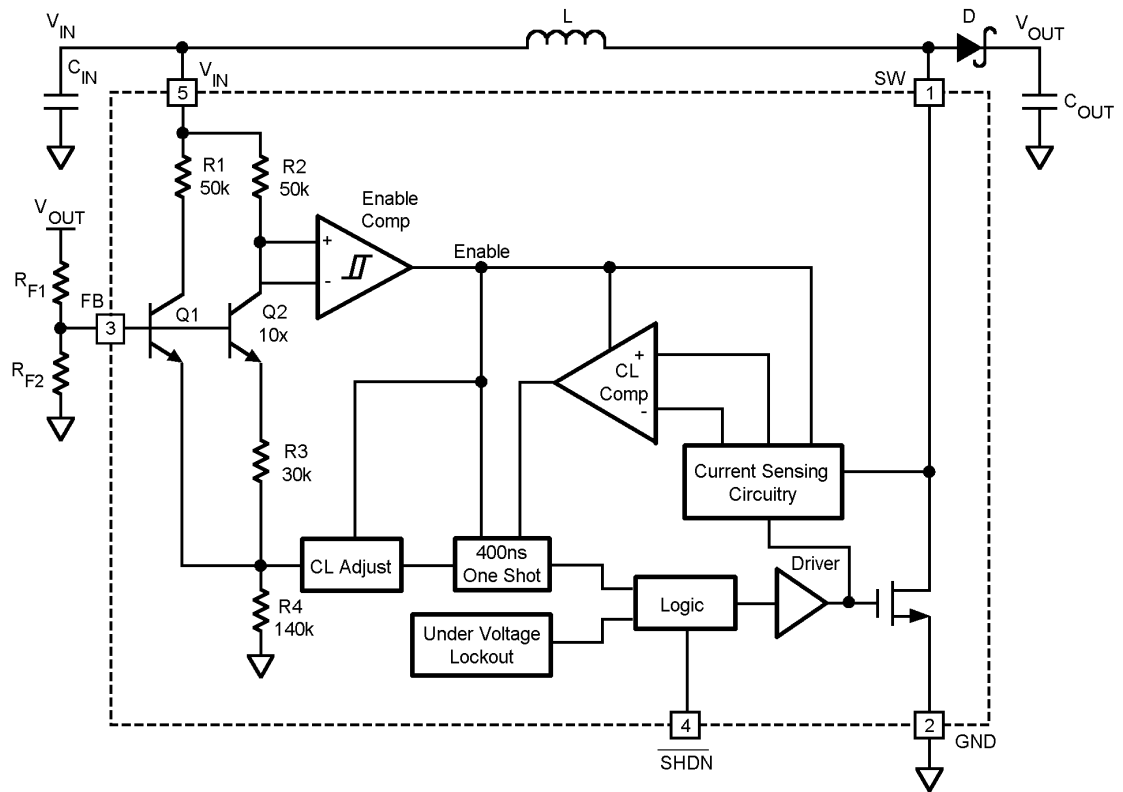 VIN
L
D
VOUT
CIN
VIN
SW
5
1
COUT
R1
50k
R2
50k
Enable
Comp
VOUT
+
-
Enable
RF1
FB
3
Q1
Q2
10x
RF2
+
CL
Comp
-
R3
30k
Current Sensing
Circuitry
CL Adjust
400ns
One Shot
Driver
R4
140k
Logic
Under Voltage
Lockout
4
2
SHDN
GND